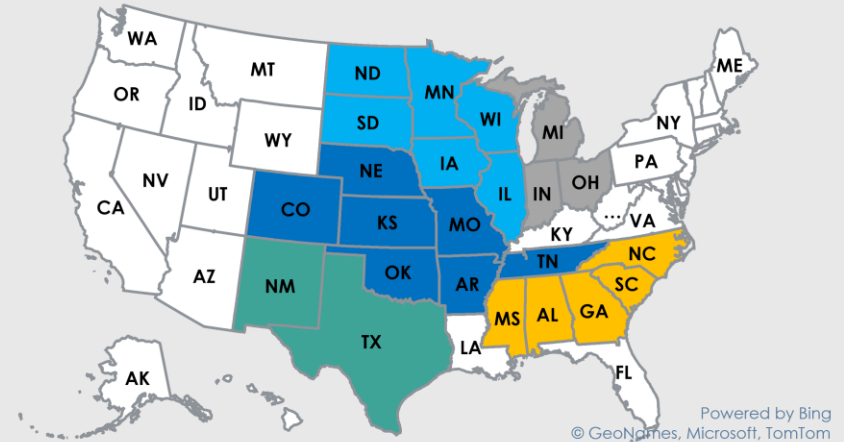 WA
ME
MT
ND
MN
OR
ID
SD
WI
NY
MI
WY
PA
IA
NE
OH
NV
UT
IL
IN
CA
CO
KS
MO
...
VA
KY
NC
TN
AZ
NM
OK
AR
SC
MS
AL
GA
TX
LA
FL
AK
Powered by Bing
© GeoNames, Microsoft, TomTom